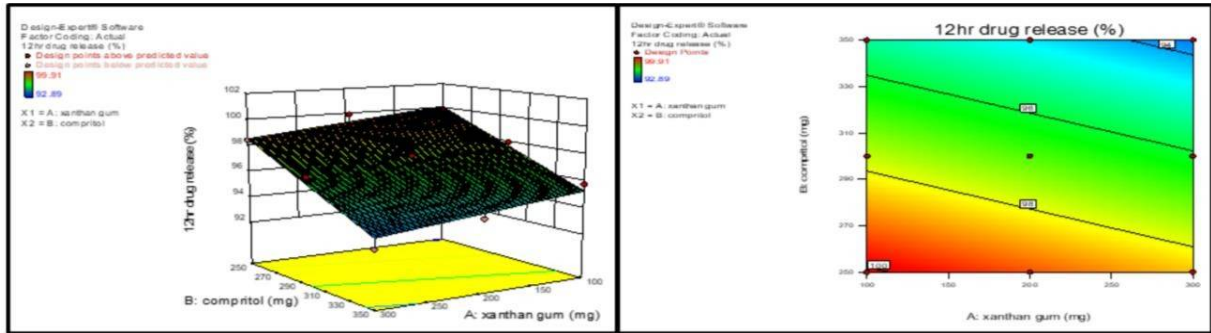 Design-Expert® Software
Factor Coding: Actual
12hr drug release (%)
Design points above predicted value
Design points below predicted value
99.91
92.89
X1 = A: xanthan gum
X2 = B: compritol
102
100
98
96
94
92
12hr drug release (%)
250
270
290
310
330
350
B: compritol (mg)
300
250
200
150
100
A: xanthan gum (mg)
Design-Expert® Software
Factor Coding: Actual
12hr drug release (%)
Design Points
99.91
92.89
X1 = A: xanthan gum
X2 = B: compritol
12hr drug release (%)
350
330
310
290
270
250
B: compritol (mg)
94
96
98
100
100
150
200
250
300
A: xanthan gum (mg)